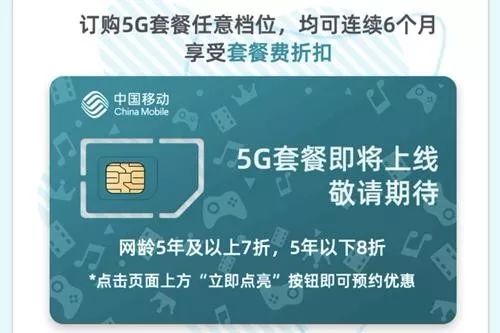 订购5G套餐任意档位，均可连续6个月
享受套餐费折扣
中国移动
China Mobile
5G套餐即将上线
敬请期待
网龄5年及以上7折，5年以下8折
*点击页面上方“立即点亮”按钮即可预约优惠